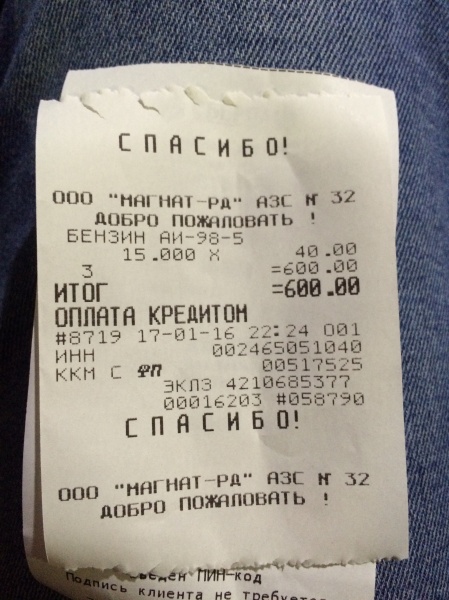 СПАСИБО!
ООО "МАГНАТ-РД" АЗС № 32
ДОБРО ПОЖАЛОВАТЬ !
БЕНЗИН АИ-98-5
15.000 X 40.00
3 =600.00
ИТОГ =600.00
ОПЛАТА КРЕДИТОМ
#8719 17-01-16 22:24 001
ИНН 002465051040
ККМ С ФП 00517525
ЭКЛЗ 4210685377
00016203 #058790
СПАСИБО!
ООО "МАГНАТ-РД" АЗС № 32
ДОБРО ПОЖАЛОВАТЬ !
ПИН-код
Подпись клиента не требуется